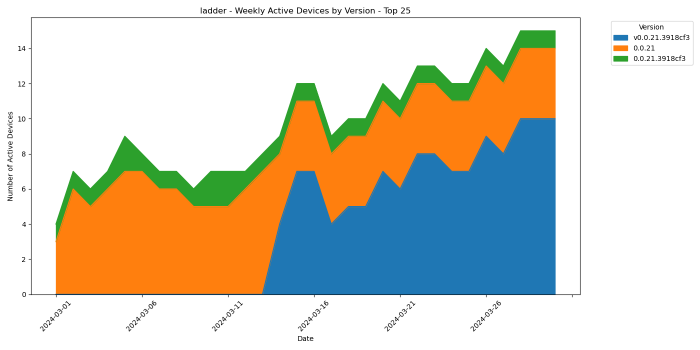 ladder - Weekly Active Devices by Version - Top 25
Number of Active Devices
14
12
10
8
6
4
2
0
2024-03-01
2024-03-06
2024-03-11
2024-03-16
2024-03-21
2024-03-26
Date
Version
v0.0.21.3918cf3
0.0.21
0.0.21.3918cf3